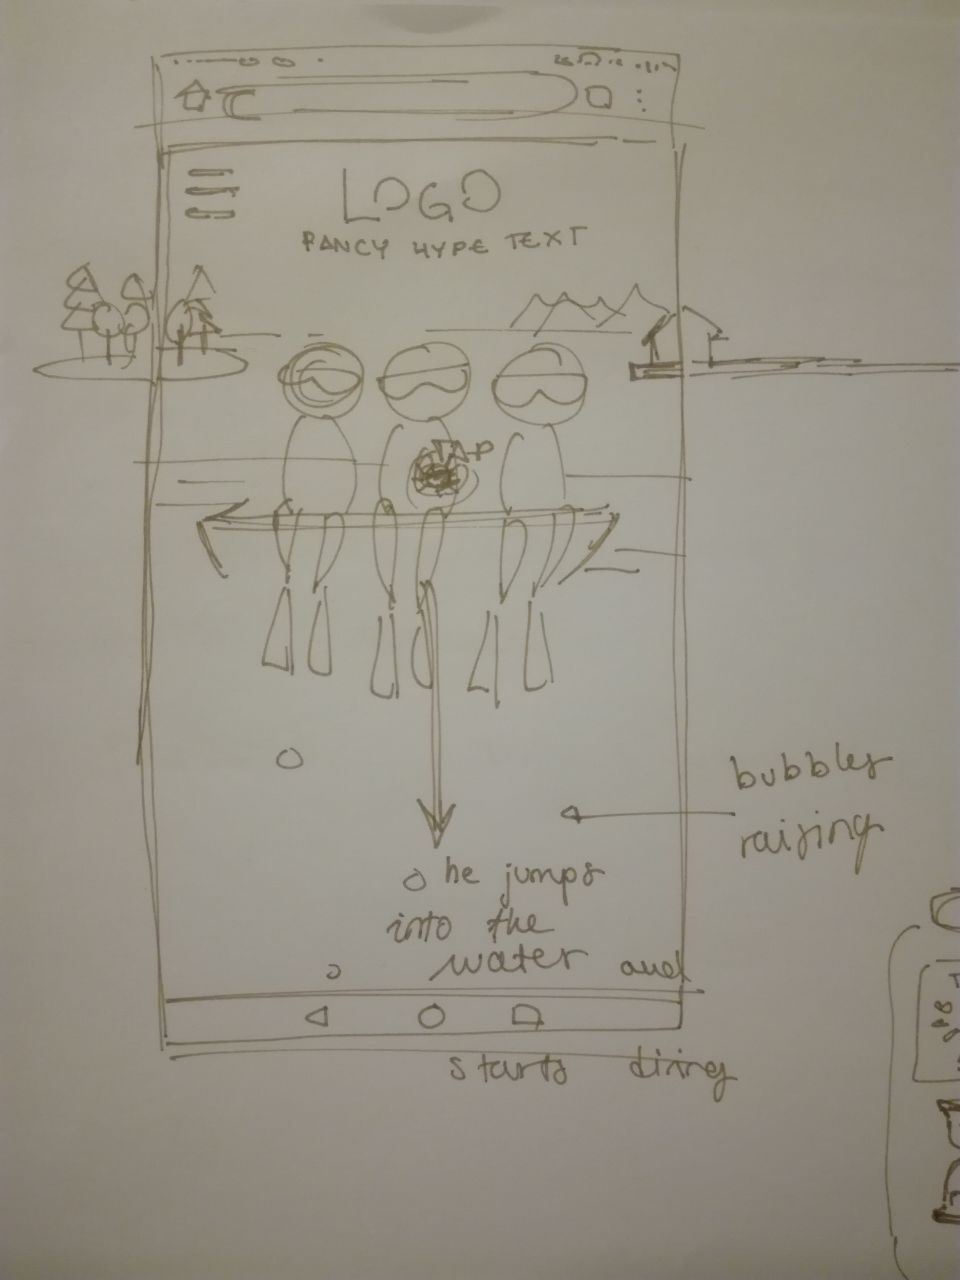 LOGO
FANCY HYPE TEXT
TAP
bubbles
raising
he jumps
into the
water and
starts diving